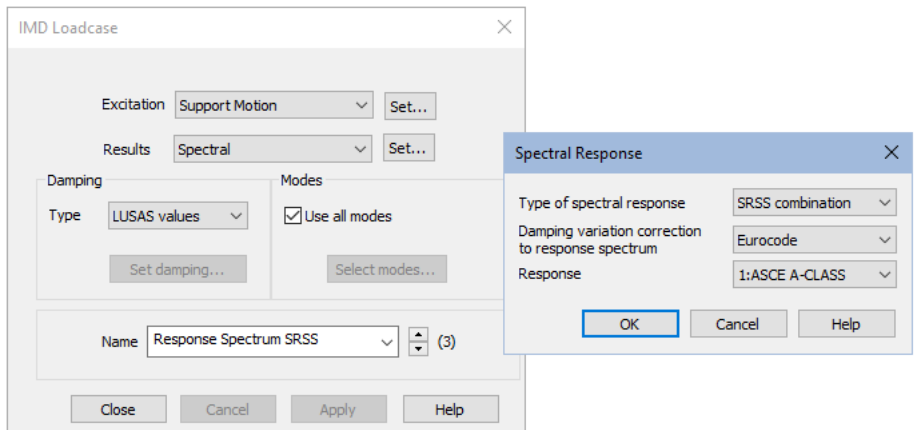 IMD Loadcase
Excitation Support Motion Set...
Results Spectral Set...
Damping Modes
Type LUSAS values Use all modes
Set damping... Select modes...
Name Response Spectrum SRSS (3)
Close Cancel Apply Help
Spectral Response
Type of spectral response SRSS combination
Damping variation correction
to response spectrum Eurocode
Response 1:ASCE A-CLASS
OK Cancel Help